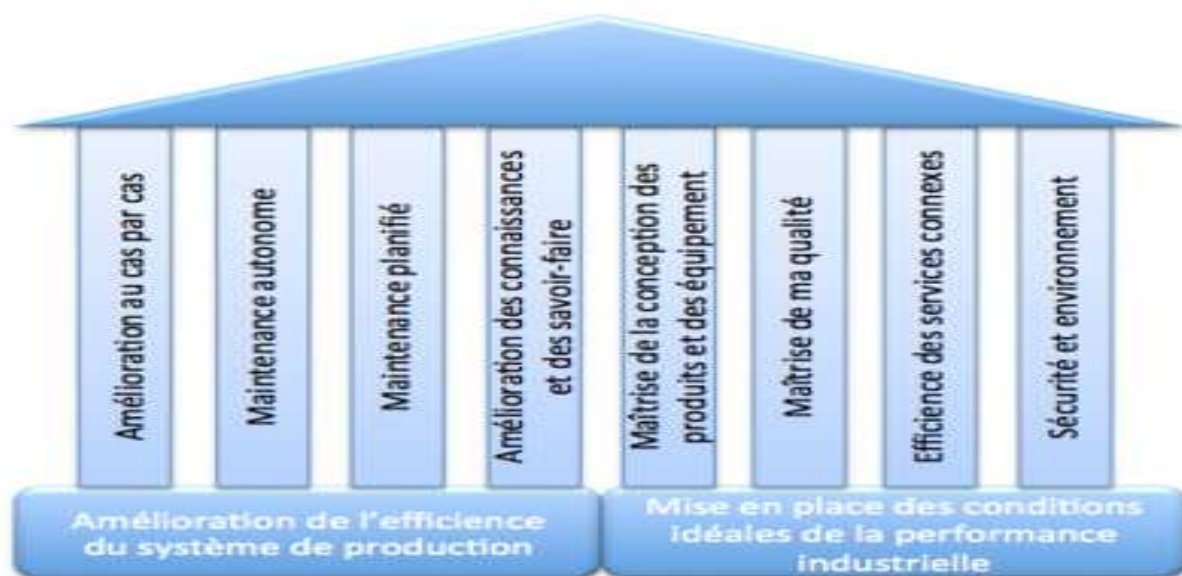 Amélioration au cas par cas
Maintenance autonome
Maintenance planifié
Amélioration des connaissances
et des savoir-faire
Maîtrise de la conception des
produits et des équipement
Maîtrise de ma qualité
Efficience des services connexes
Sécurité et environement
Amélioration de l'efficience
du système de production
Mise en place des conditions
idéales de la performance
industrielle